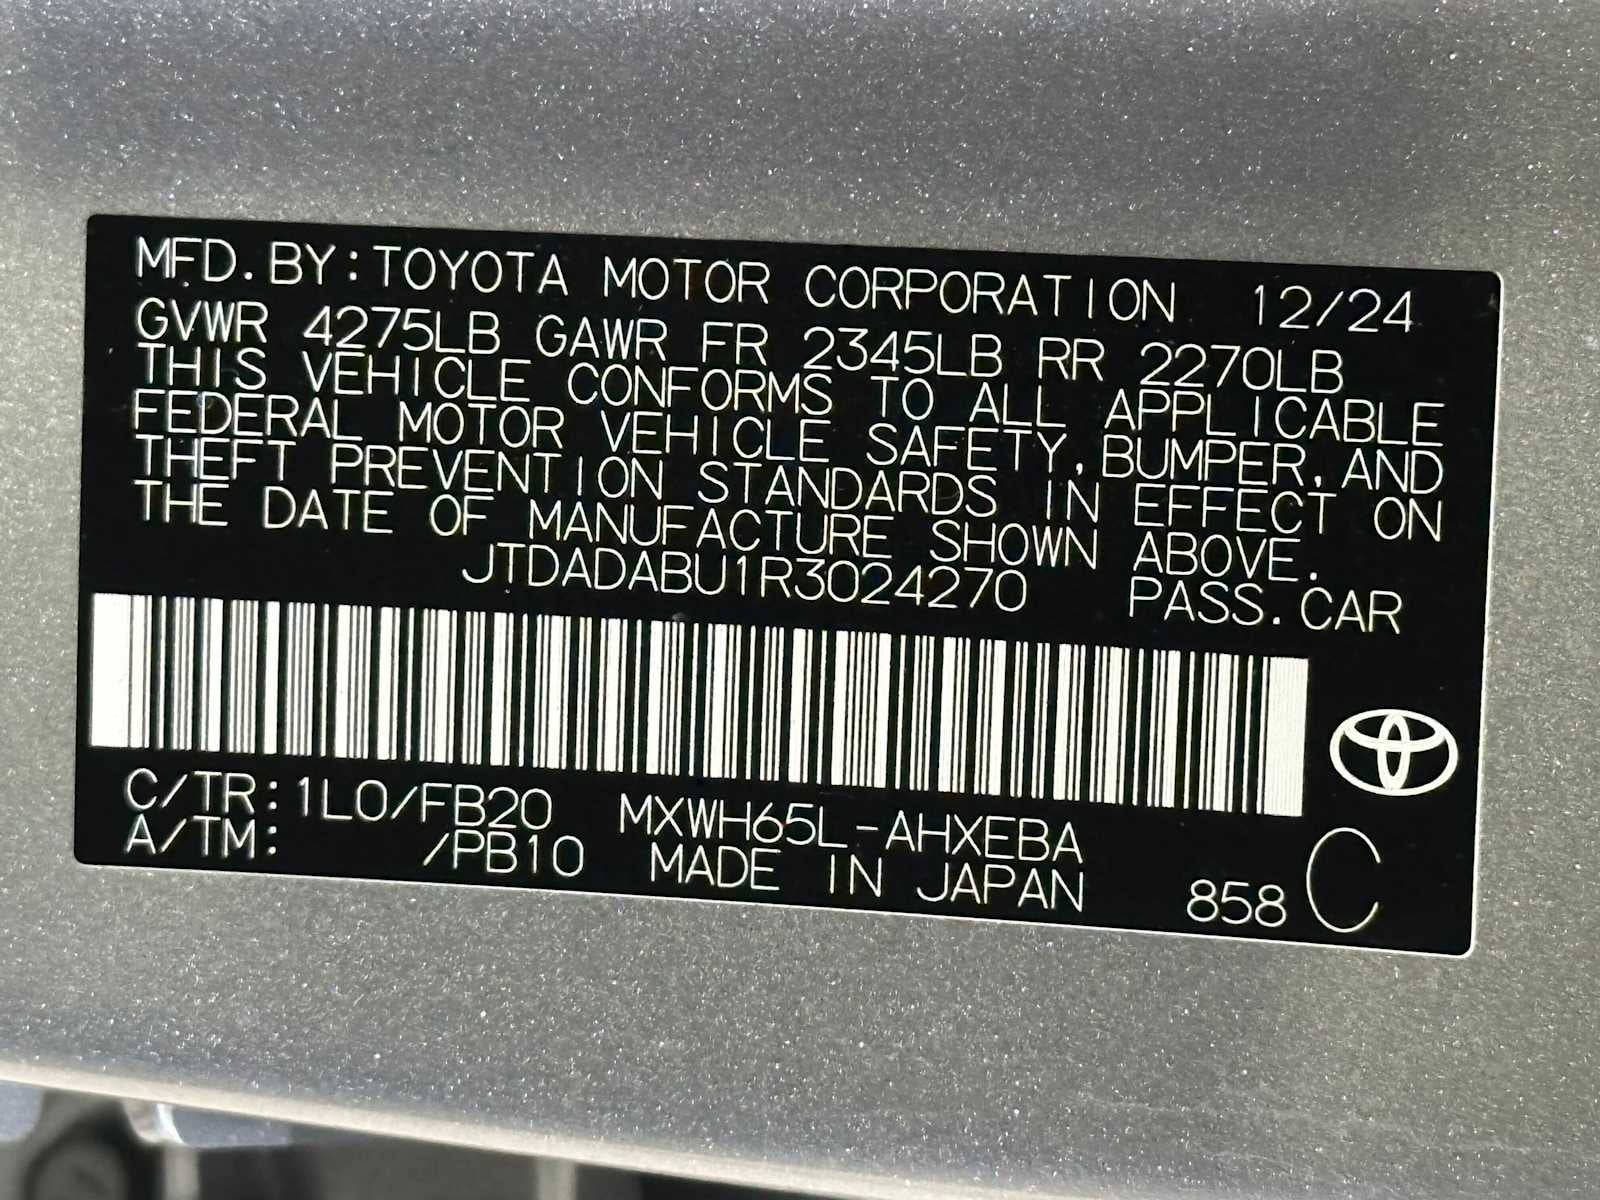 MFD. BY: TOYOTA MOTOR CORPORATION 12/24
GVWR 4275LB GAWR FR 2345LB RR 2270LB
THIS VEHICLE CONFORMS TO ALL APPLICABLE
FEDERAL MOTOR VEHICLE SAFETY, BUMPER, AND
THEFT PREVENTION STANDARDS IN EFFECT ON
THE DATE OF MANUFACTURE SHOWN ABOVE.
JTDADABU1R3024270 PASS. CAR
C/TR: 1L0/FB20 MXWH65L-AHXEBA
A/TM: /PB10 MADE IN JAPAN 858 C